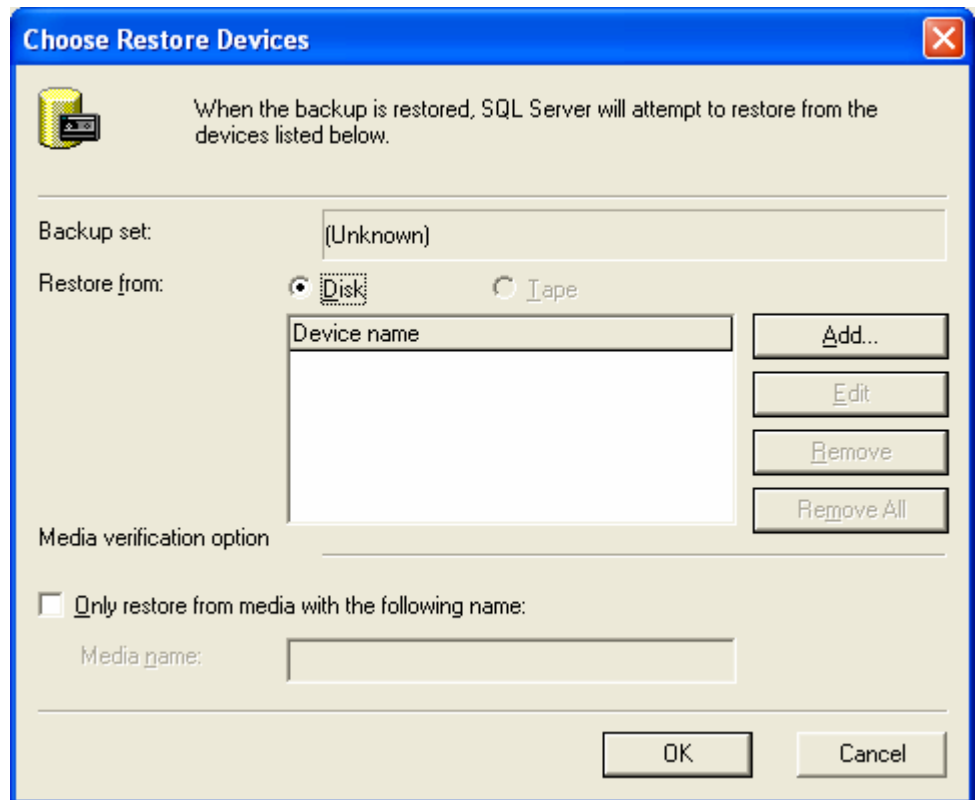 Choose Restore Devices
When the backup is restored, SQL Server will attempt to restore from the
devices listed below.
Backup set:
(Unknown)
Restore from:
Disk
Tape
Device name
Add...
Edit
Remove
Remove All
Media verification option
Only restore from media with the following name:
Media name:
OK
Cancel